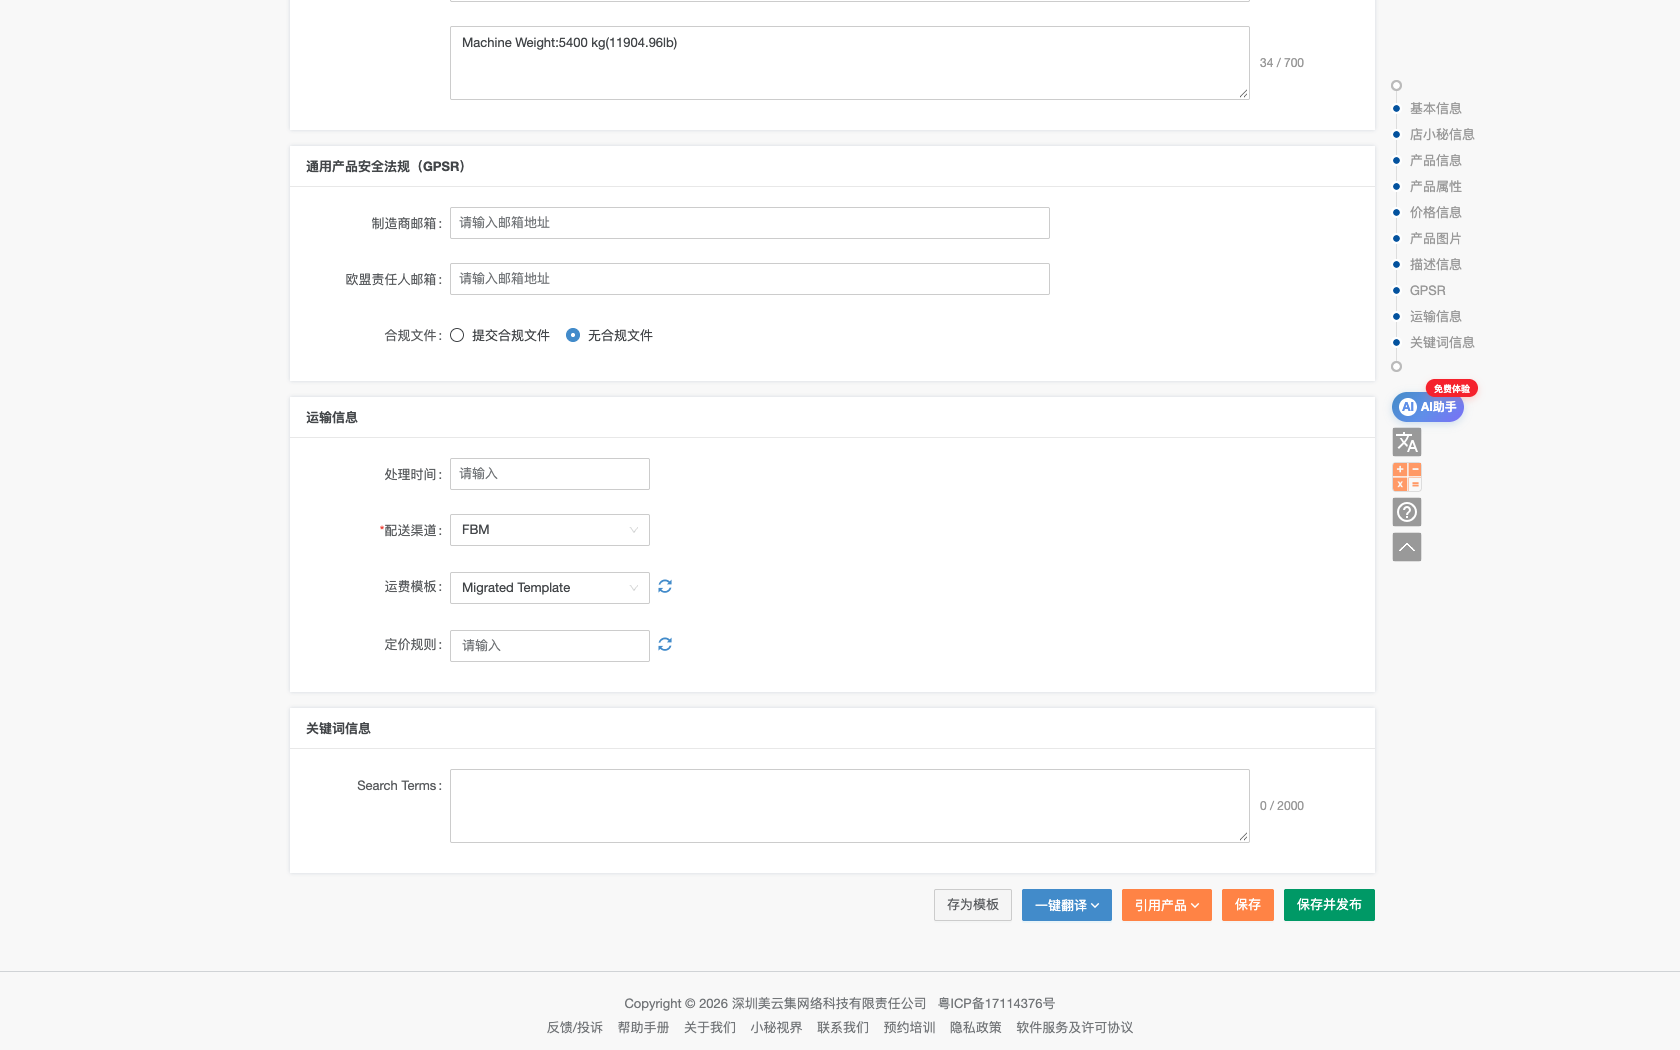 Machine Weight:5400 kg(11904.96lb)
34 / 700
通用产品安全法规（GPSR）
制造商邮箱： 请输入邮箱地址
欧盟责任人邮箱： 请输入邮箱地址
合规文件： 提交合规文件 无合规文件
运输信息
处理时间： 请输入
*配送渠道： FBM
运费模板： Migrated Template
定价规则： 请输入
关键词信息
Search Terms：
0 / 2000
存为模板 一键翻译 引用产品 保存 保存并发布
基本信息
店小秘信息
产品信息
产品属性
价格信息
产品图片
描述信息
GPSR
运输信息
关键词信息
免费体验
AI AI助手
文A
+ −
x =
?
Copyright © 2026 深圳美云集网络科技有限责任公司 粤ICP备17114376号
反馈/投诉 帮助手册 关于我们 小秘视界 联系我们 预约培训 隐私政策 软件服务及许可协议